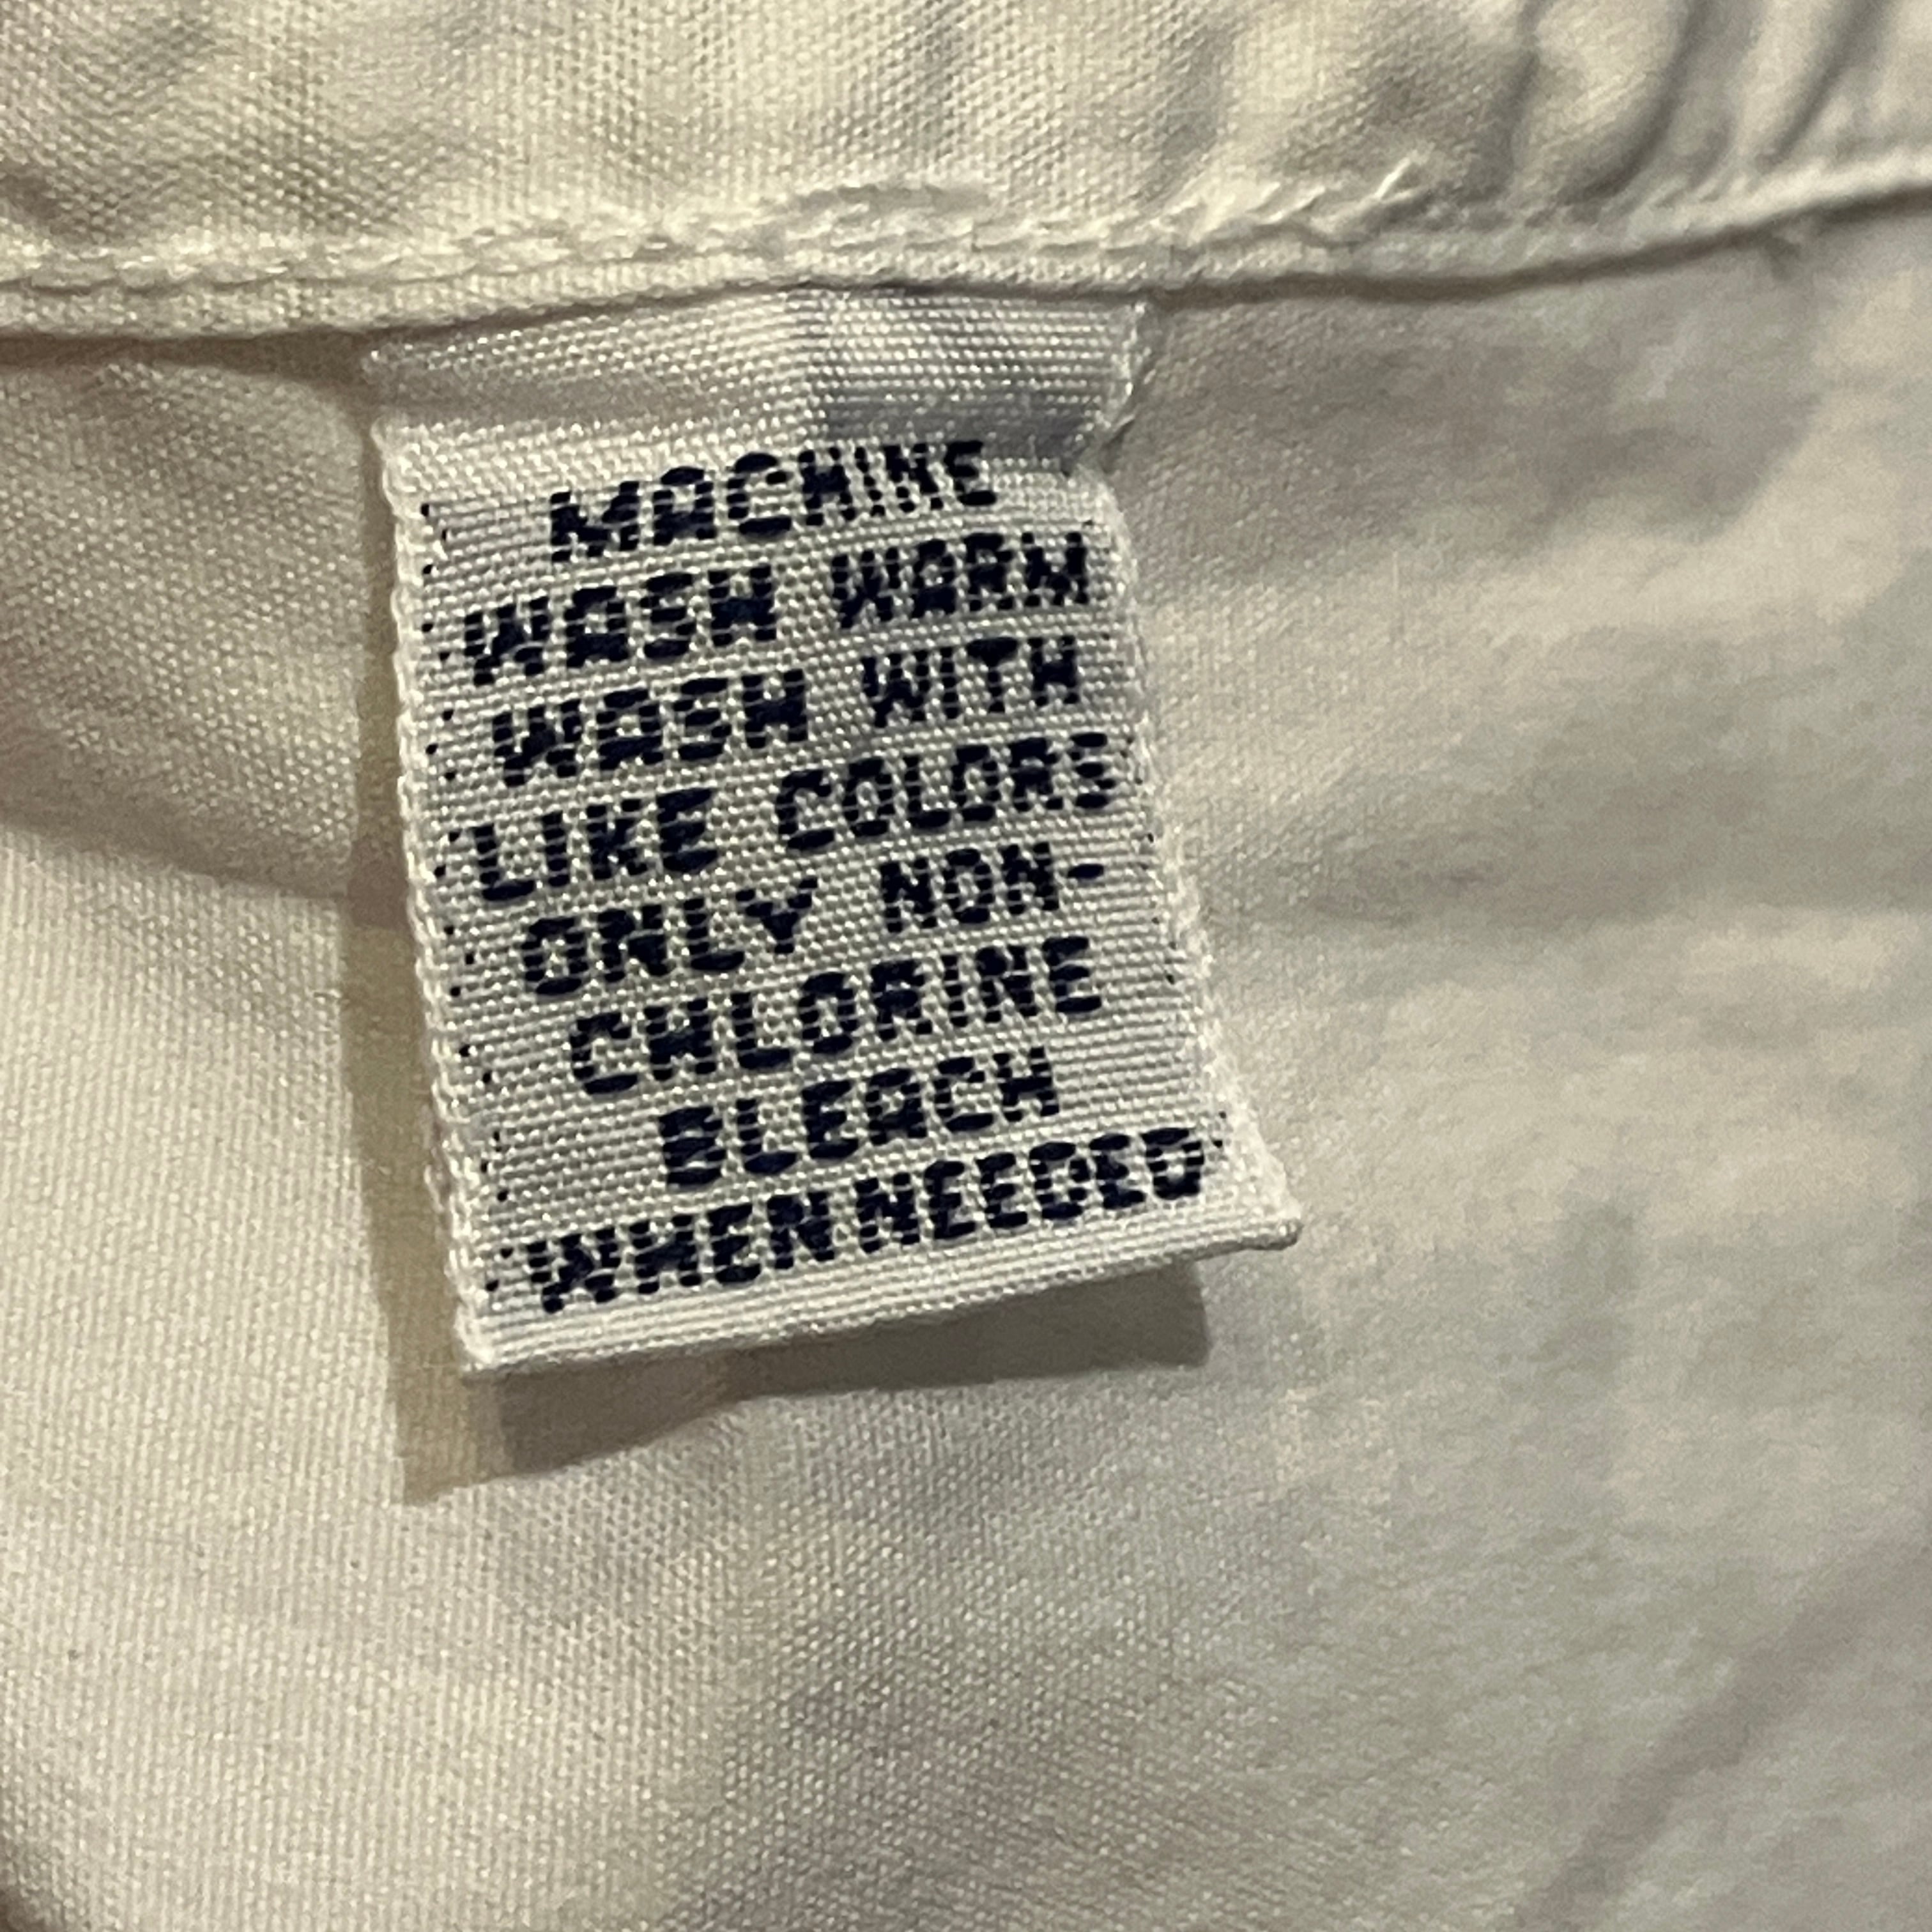 MACHINE
WASH WARM
WASH WITH
LIKE COLORS
ONLY NON-
CHLORINE
BLEACH
WHEN NEEDED